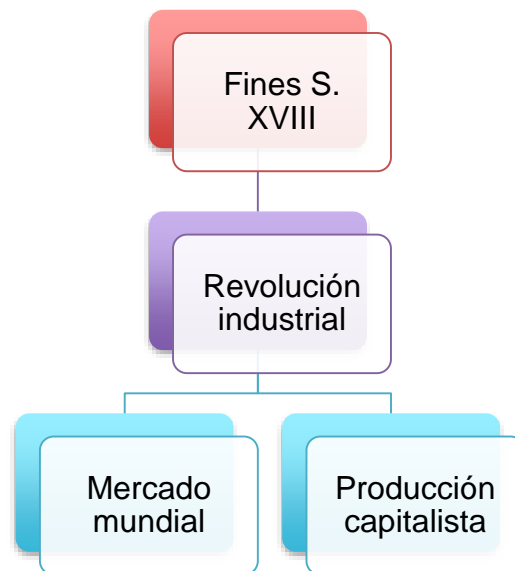 Fines S.
XVIII
Revolución
industrial
Mercado
mundial
Producción
capitalista